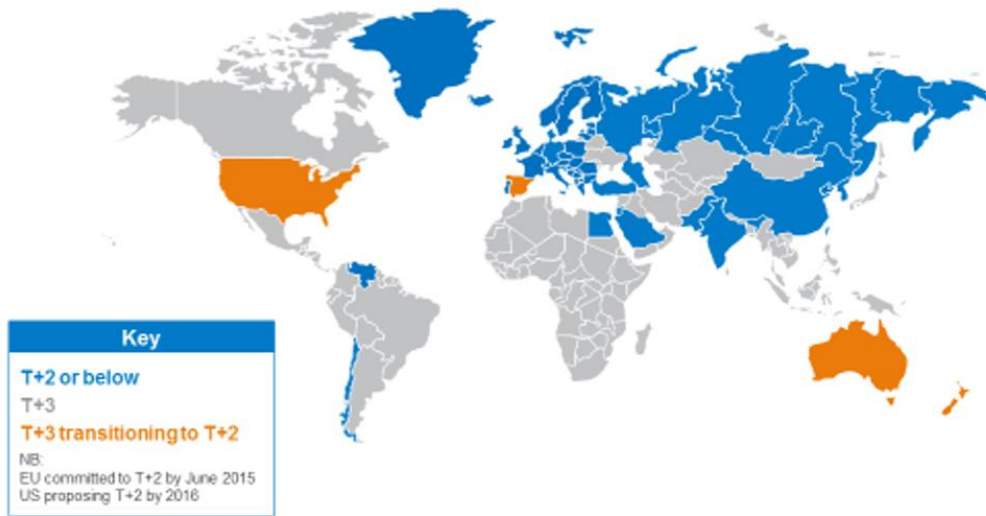 Key
T+2 or below
T+3
T+3 transitioning to T+2
NB:
EU committed to T+2 by June 2015
US proposing T+2 by 2016